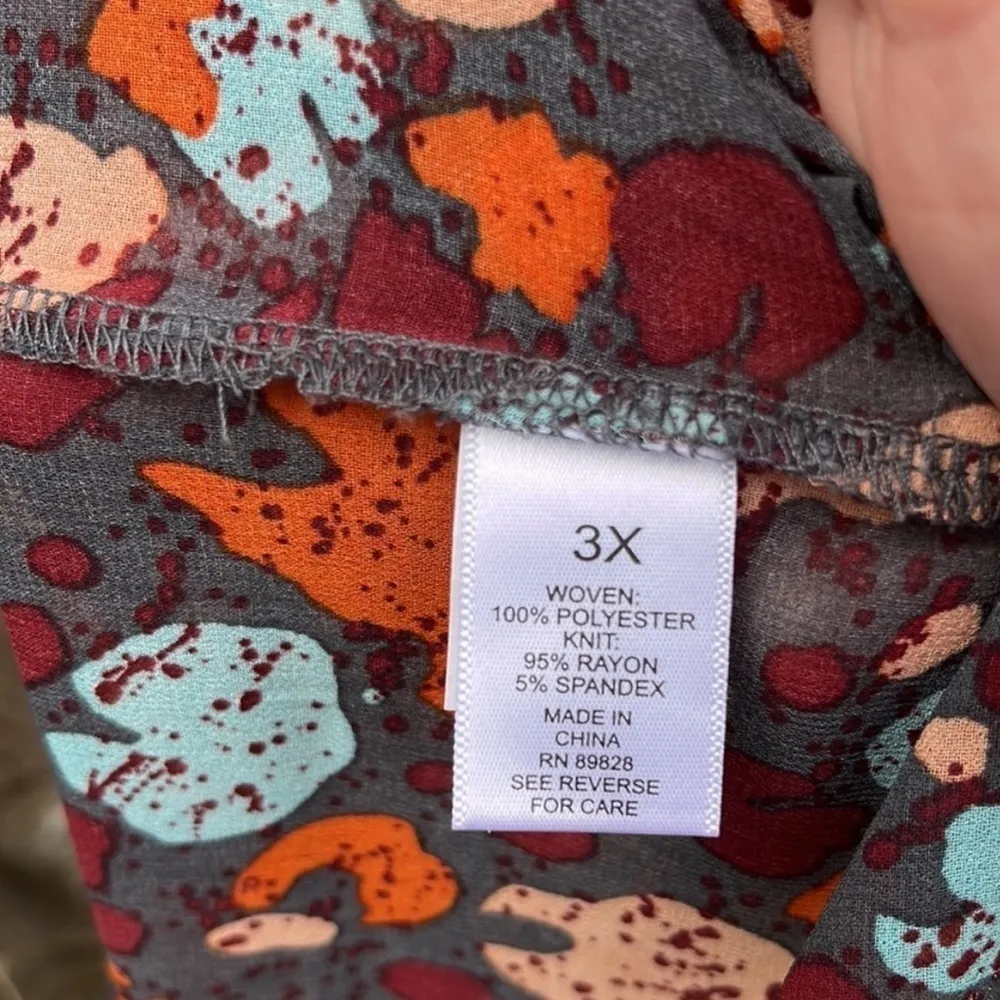 3X
WOVEN:
100% POLYESTER
KNIT:
95% RAYON
5% SPANDEX
MADE IN
CHINA
RN 89828
SEE REVERSE
FOR CARE